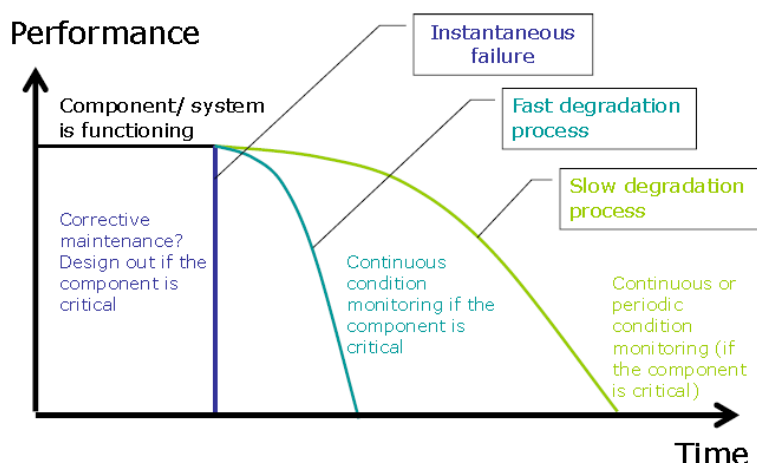 Performance
Instantaneous
failure
Component/ system
is functioning
Fast degradation
process
Slow degradation
process
Corrective
maintenance?
Design out if the
component is
critical
Continuous
condition
monitoring if the
component is
critical
Continuous or
periodic
condition
monitoring (if
the component
is critical)
Time